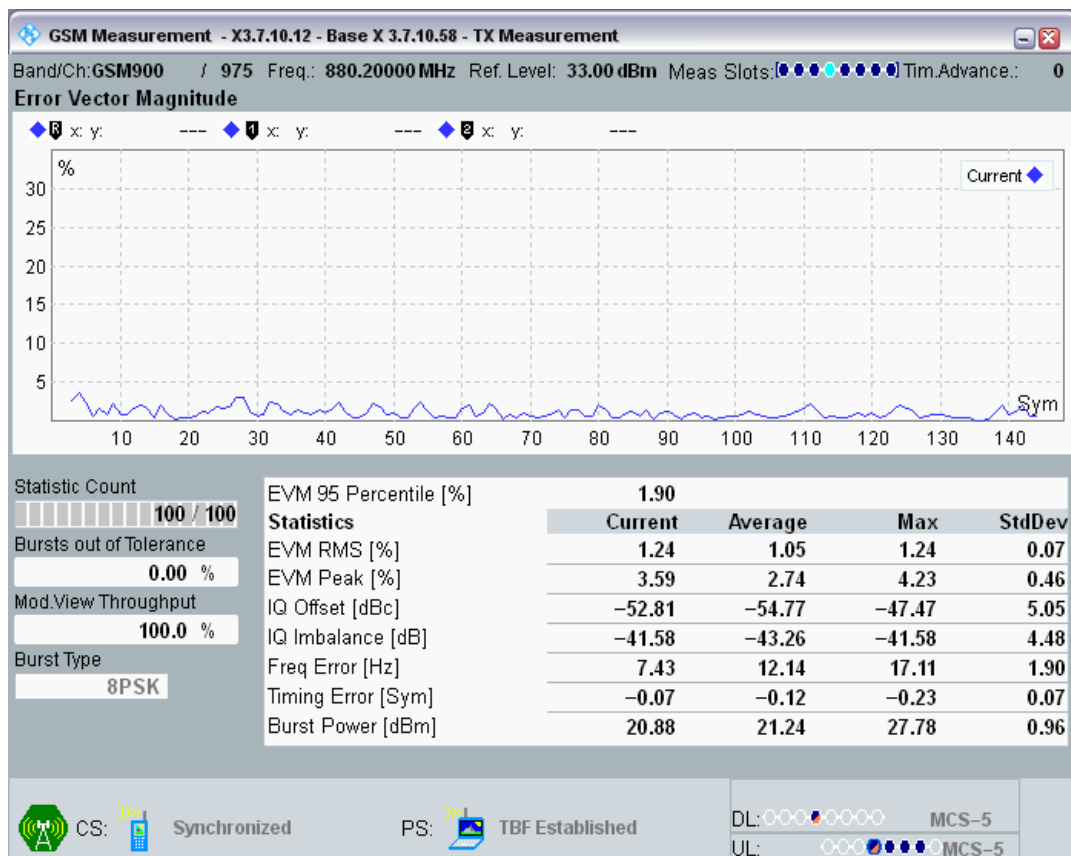 GSM Measurement - X3.7.10.12 - Base X 3.7.10.58 - TX Measurement
Band/Ch:GSM900 / 975 Freq.: 880.20000 MHz Ref. Level: 33.00 dBm Meas Slots: Tim.Advance.: 0
Error Vector Magnitude
R x: y: --- 1 x: y: --- 2 x: y: ---
%
Current
30
25
20
15
10
5
Sym
10 20 30 40 50 60 70 80 90 100 110 120 130 140
Statistic Count
100 / 100
Bursts out of Tolerance
0.00 %
Mod.View Throughput
100.0 %
Burst Type
8PSK
EVM 95 Percentile [%] 1.90
Statistics Current Average Max StdDev
EVM RMS [%] 1.24 1.05 1.24 0.07
EVM Peak [%] 3.59 2.74 4.23 0.46
IQ Offset [dBc] −52.81 −54.77 −47.47 5.05
IQ Imbalance [dB] −41.58 −43.26 −41.58 4.48
Freq Error [Hz] 7.43 12.14 17.11 1.90
Timing Error [Sym] −0.07 −0.12 −0.23 0.07
Burst Power [dBm] 20.88 21.24 27.78 0.96
CS: Synchronized PS: TBF Established
DL: MCS−5
UL: MCS−5